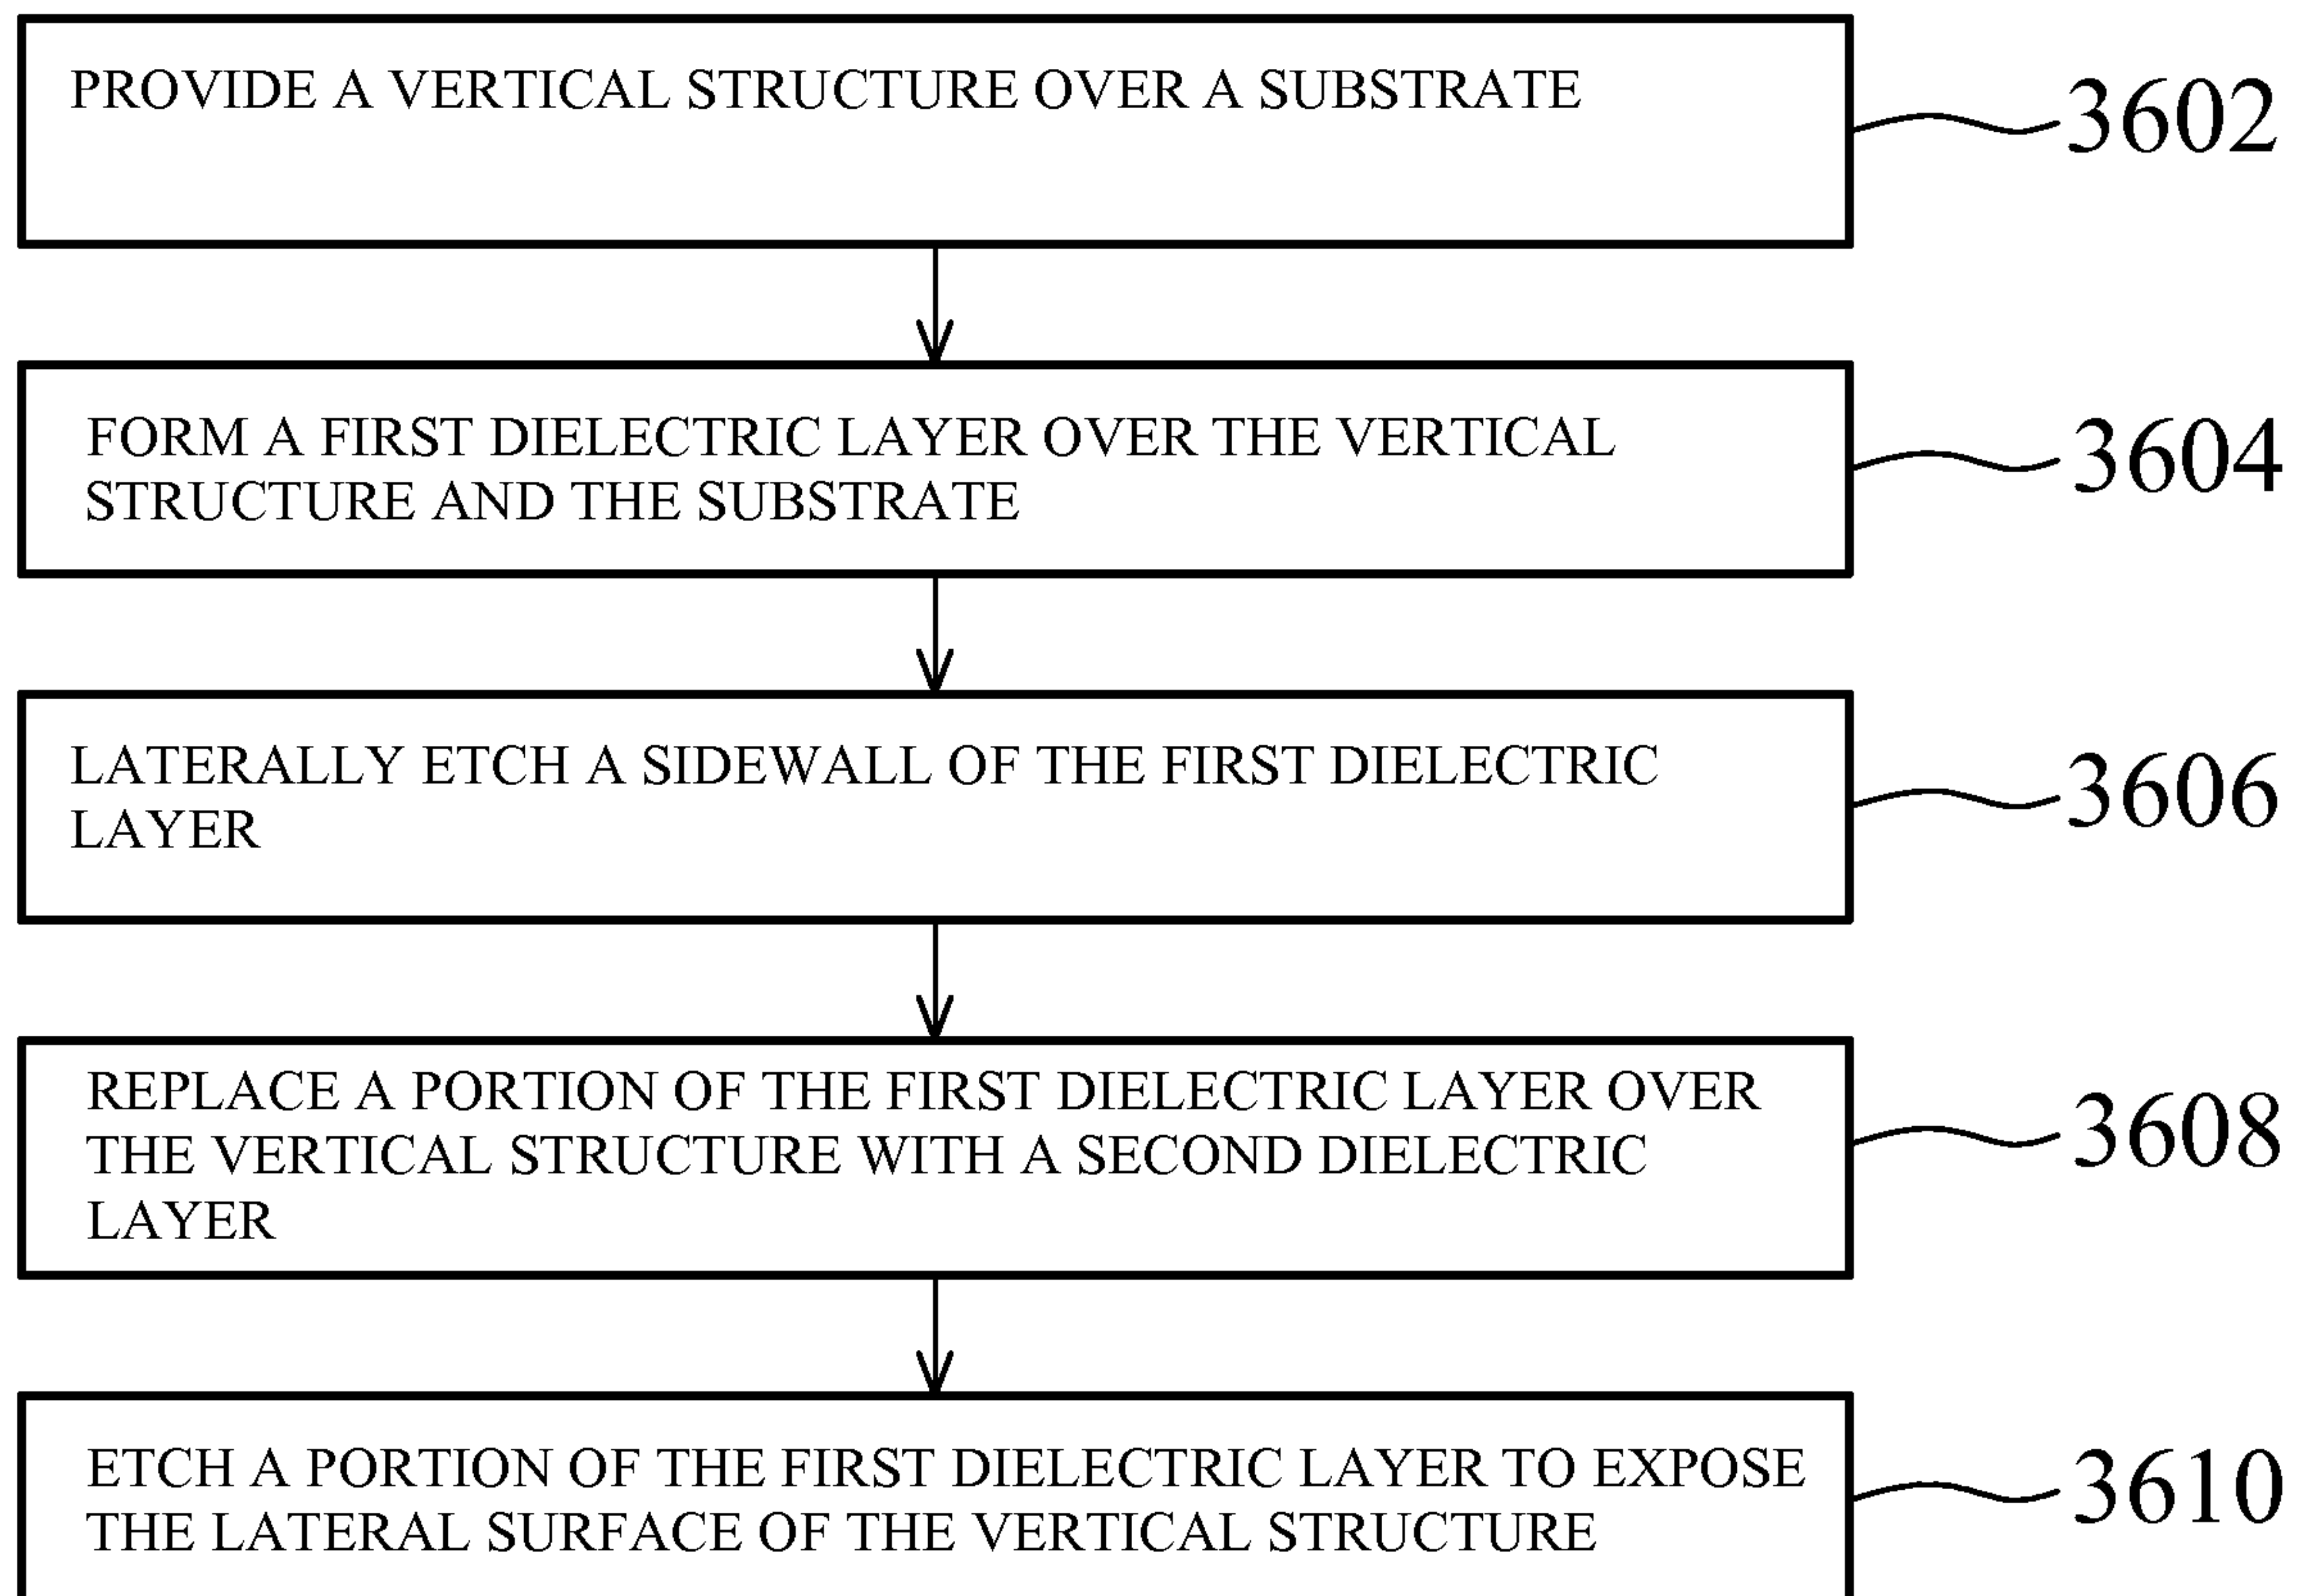 PROVIDE A VERTICAL STRUCTURE OVER A SUBSTRATE
3602
FORM A FIRST DIELECTRIC LAYER OVER THE VERTICAL
STRUCTURE AND THE SUBSTRATE
3604
LATERALLY ETCH A SIDEWALL OF THE FIRST DIELECTRIC
LAYER
3606
REPLACE A PORTION OF THE FIRST DIELECTRIC LAYER OVER
THE VERTICAL STRUCTURE WITH A SECOND DIELECTRIC
LAYER
3608
ETCH A PORTION OF THE FIRST DIELECTRIC LAYER TO EXPOSE
THE LATERAL SURFACE OF THE VERTICAL STRUCTURE
3610